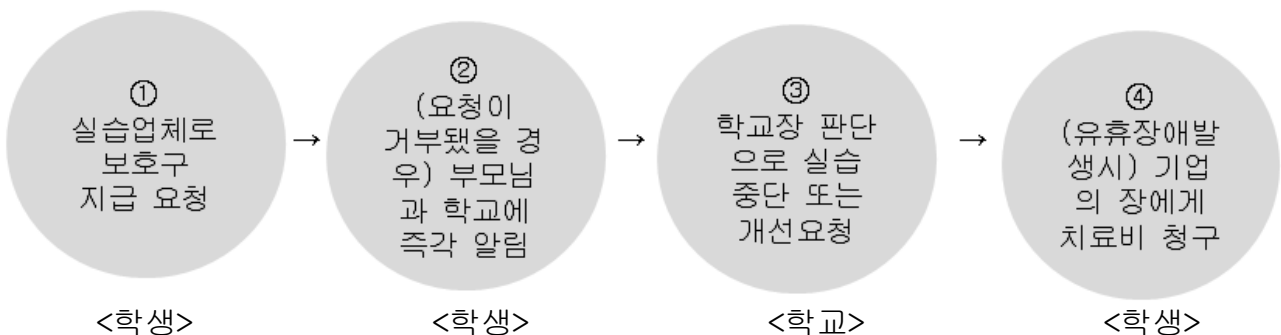 ①
실습업체로
보호구
지급 요청
→
②
(요청이
거부됐을 경
우) 부모님
과 학교에
즉각 알림
→
③
학교장 판단
으로 실습
중단 또는
개선요청
→
④
(유휴장애발
생시) 기업
의 장에게
치료비 청구
<학생>
<학생>
<학교>
<학생>